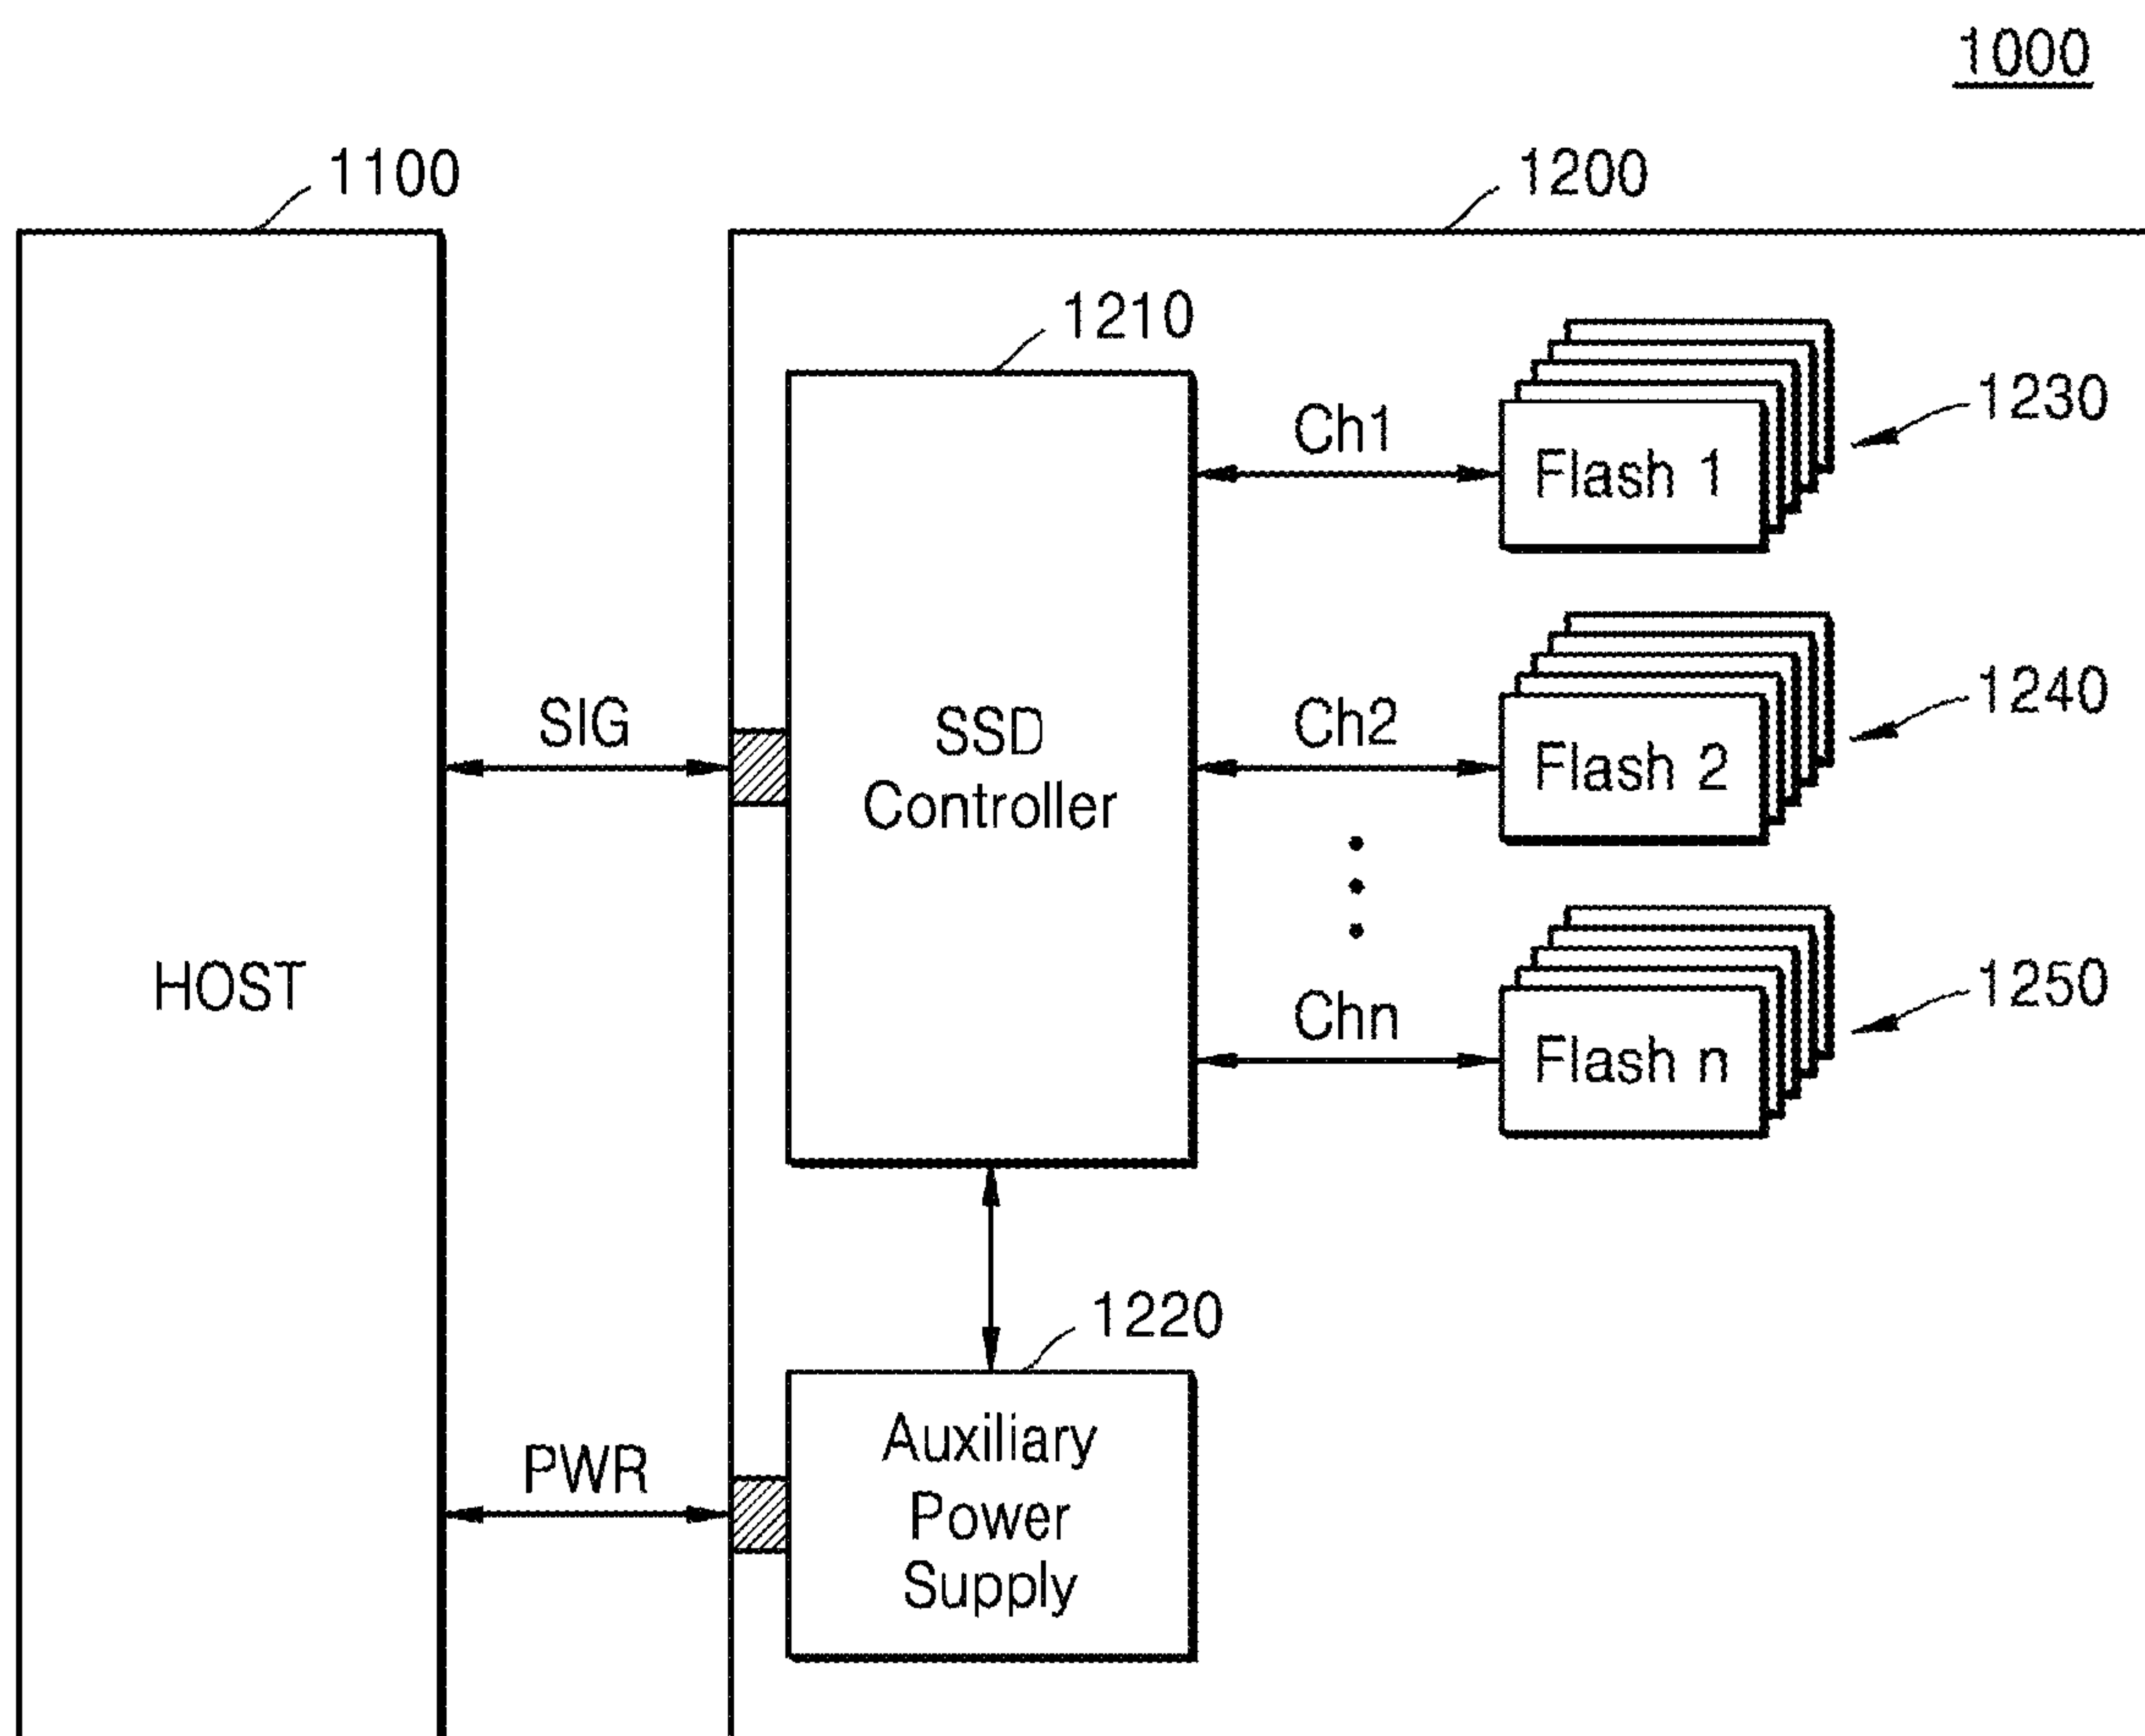 1000
1100
1200
1210
Ch1
Flash 1
1230
SIG
SSD
Controller
Ch2
Flash 2
1240
HOST
Chn
Flash n
1250
1220
PWR
Auxiliary
Power
Supply